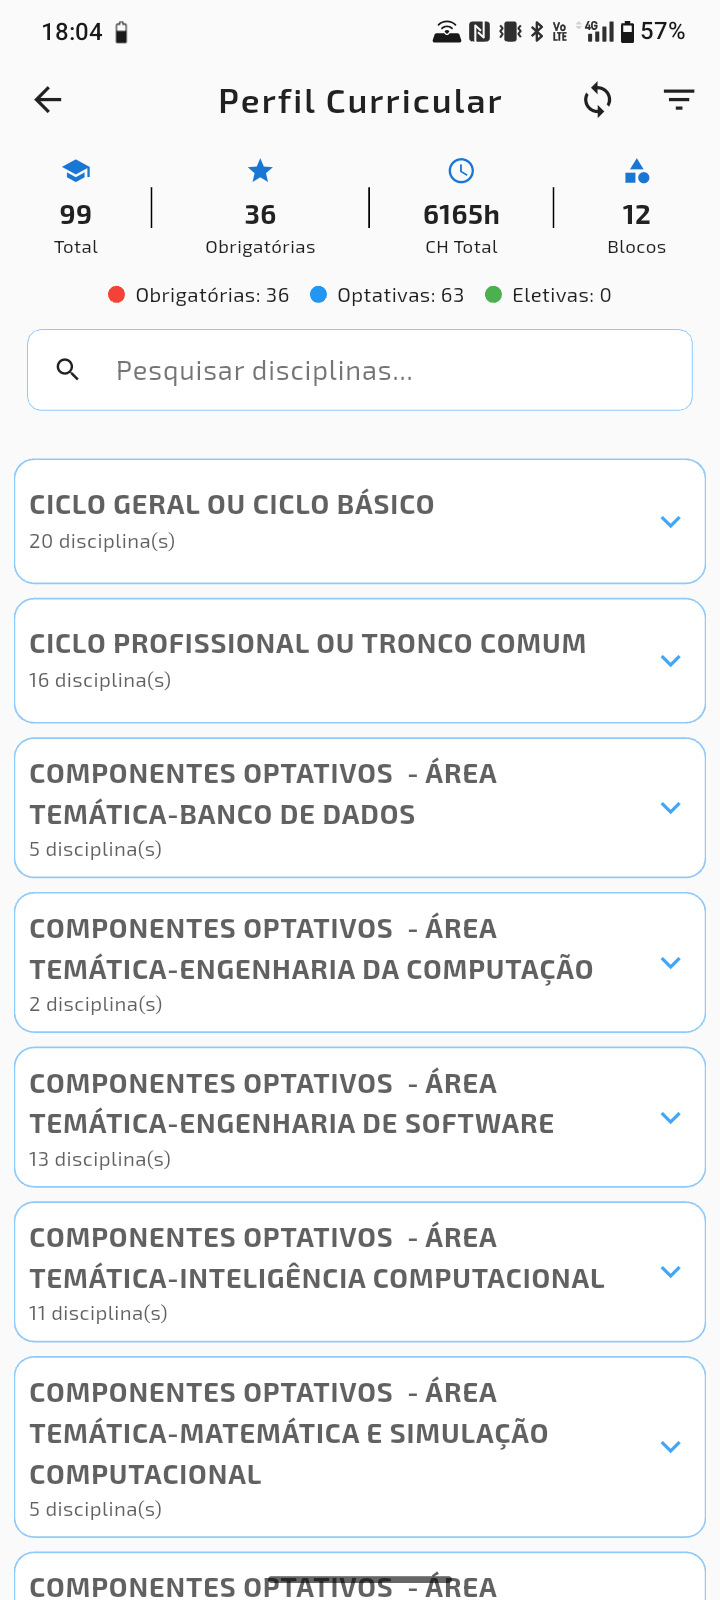 18:04
Vo LTE 4G 57%
Perfil Curricular
99
Total
36
Obrigatórias
6165h
CH Total
12
Blocos
Obrigatórias: 36 Optativas: 63 Eletivas: 0
Pesquisar disciplinas...
CICLO GERAL OU CICLO BÁSICO
20 disciplina(s)
CICLO PROFISSIONAL OU TRONCO COMUM
16 disciplina(s)
COMPONENTES OPTATIVOS  - ÁREA
TEMÁTICA-BANCO DE DADOS
5 disciplina(s)
COMPONENTES OPTATIVOS  - ÁREA
TEMÁTICA-ENGENHARIA DA COMPUTAÇÃO
2 disciplina(s)
COMPONENTES OPTATIVOS  - ÁREA
TEMÁTICA-ENGENHARIA DE SOFTWARE
13 disciplina(s)
COMPONENTES OPTATIVOS  - ÁREA
TEMÁTICA-INTELIGÊNCIA COMPUTACIONAL
11 disciplina(s)
COMPONENTES OPTATIVOS  - ÁREA
TEMÁTICA-MATEMÁTICA E SIMULAÇÃO
COMPUTACIONAL
5 disciplina(s)
COMPONENTES OPTATIVOS  - ÁREA